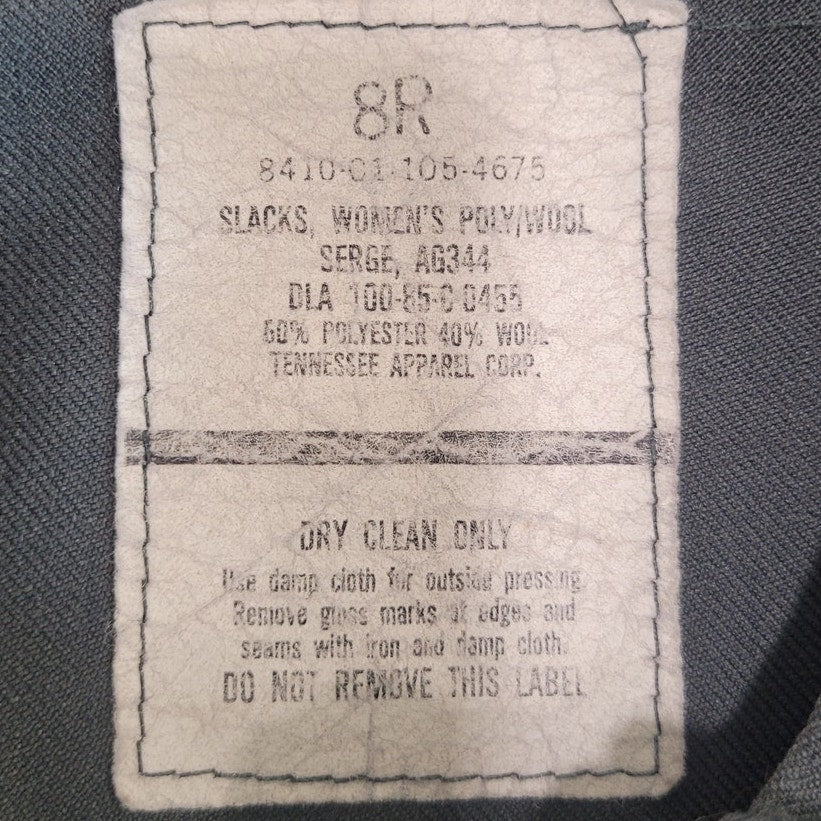 8R
8410-01-105-4675
SLACKS, WOMEN'S POLY/WOOL
SERGE, AG344
DLA 100-85-C-0455
60% POLYESTER 40% WOOL
TENNESSEE APPAREL CORP.
DRY CLEAN ONLY
Use damp cloth for outside pressing.
Remove gloss marks at edges and
seams with iron and damp cloth.
DO NOT REMOVE THIS LABEL